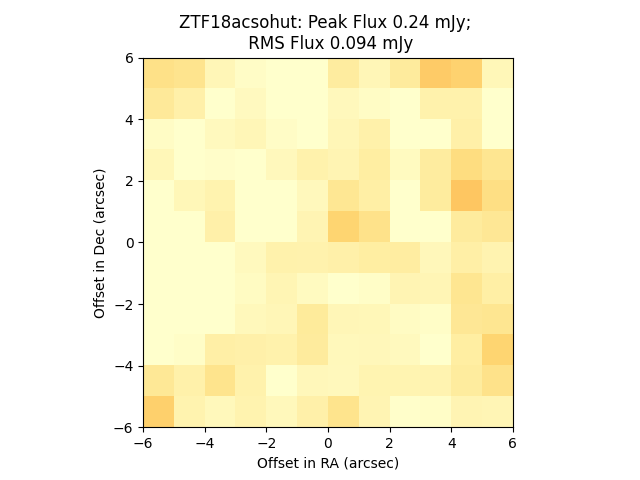 ZTF18acsohut: Peak Flux 0.24 mJy;
RMS Flux 0.094 mJy
6
4
2
0
−2
−4
−6
Offset in Dec (arcsec)
−6 −4 −2 0 2 4 6
Offset in RA (arcsec)